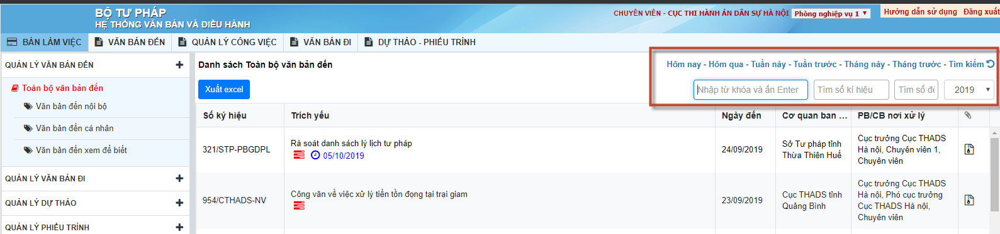 BỘ TƯ PHÁP
HỆ THỐNG VĂN BẢN VÀ ĐIỀU HÀNH
CHUYÊN VIÊN - CỤC THI HÀNH ÁN DÂN SỰ HÀ NỘI Phòng nghiệp vụ 1
Hướng dẫn sử dụng Đăng xuất
BÀN LÀM VIỆC VĂN BẢN ĐẾN QUẢN LÝ CÔNG VIỆC VĂN BẢN ĐI DỰ THẢO - PHIẾU TRÌNH
QUẢN LÝ VĂN BẢN ĐẾN
Toàn bộ văn bản đến
Văn bản đến nội bộ
Văn bản đến cá nhân
Văn bản đến xem để biết
QUẢN LÝ VĂN BẢN ĐI
QUẢN LÝ DỰ THẢO
QUẢN LÝ PHIẾU TRÌNH
Danh sách Toàn bộ văn bản đến
Hôm nay - Hôm qua - Tuần này - Tuần trước - Tháng này - Tháng trước - Tìm kiếm
Xuất excel
Nhập từ khóa và ấn Enter Tìm số kí hiệu Tìm số đế 2019
Số ký hiệu Trích yếu Ngày đến Cơ quan ban ... PB/CB nơi xử lý
321/STP-PBGDPL
Rà soát danh sách lý lịch tư pháp
05/10/2019
24/09/2019
Sở Tư pháp tỉnh
Thừa Thiên Huế
Cục trưởng Cục THADS
Hà nội, Chuyên viên 1,
Chuyên viên
954/CTHADS-NV
Công văn về việc xử lý tiền tồn đọng tại trại giam
23/09/2019
Cục THADS tỉnh
Quảng Bình
Cục trưởng Cục THADS
Hà nội, Phó cục trưởng
Cục THADS Hà nội,
Chuyên viên